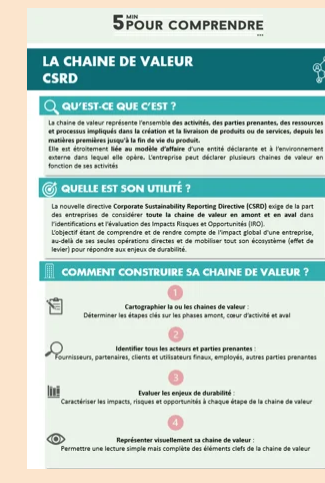 5 MIN POUR COMPRENDRE
...
LA CHAINE DE VALEUR
CSRD
QU'EST-CE QUE C'EST ?
La chaine de valeur représente l'ensemble des activités, des parties prenantes, des ressources
et processus impliqués dans la création et la livraison de produits ou de services, depuis les
matières premières jusqu'à la fin de vie du produit.
Elle est étroitement liée au modèle d'affaire d'une entité déclarante et à l'environnement
externe dans lequel elle opère. L'entreprise peut déclarer plusieurs chaines de valeur en
fonction de ses activités
QUELLE EST SON UTILITÉ ?
La nouvelle directive Corporate Sustainability Reporting Directive (CSRD) exige de la part
des entreprises de considérer toute la chaine de valeur en amont et en aval dans
l'identifications et l'évaluation des Impacts Risques et Opportunités (IRO).
L'objectif étant de comprendre et de rendre compte de l'impact global d'une entreprise,
au-delà de ses seules opérations directes et de mobiliser tout son écosystème (effet de
levier) pour répondre aux enjeux de durabilité.
COMMENT CONSTRUIRE SA CHAINE DE VALEUR ?
1
Cartographier la ou les chaines de valeur :
Déterminer les étapes clés sur les phases amont, cœur d'activité et aval
2
Identifier tous les acteurs et parties prenantes :
Fournisseurs, partenaires, clients et utilisateurs finaux, employés, autres parties prenantes
3
Evaluer les enjeux de durabilité :
Caractériser les impacts, risques et opportunités à chaque étape de la chaine de valeur
4
Représenter visuellement sa chaine de valeur :
Permettre une lecture simple mais complète des éléments clefs de la chaine de valeur